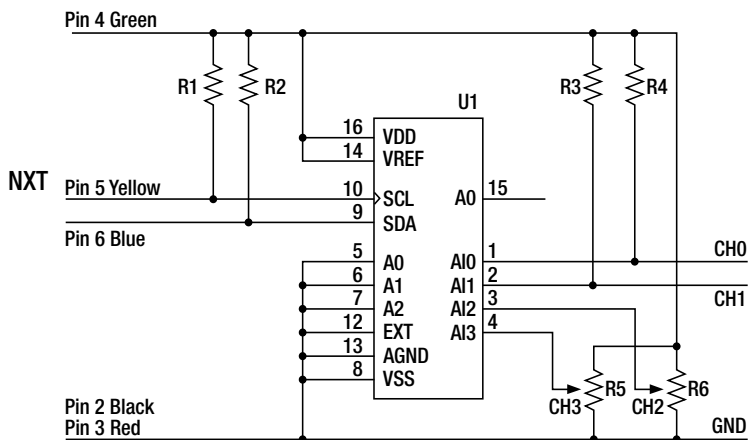 Pin 4 Green
R1
R2
R3
R4
U1
16
VDD
14
VREF
NXT
Pin 5 Yellow
10
SCL
A0
15
9
SDA
Pin 6 Blue
5
A0
AI0
1
CH0
6
A1
AI1
2
CH1
7
A2
AI2
3
12
EXT
AI3
4
13
AGND
8
VSS
CH3
R5
CH2
R6
Pin 2 Black
Pin 3 Red
GND